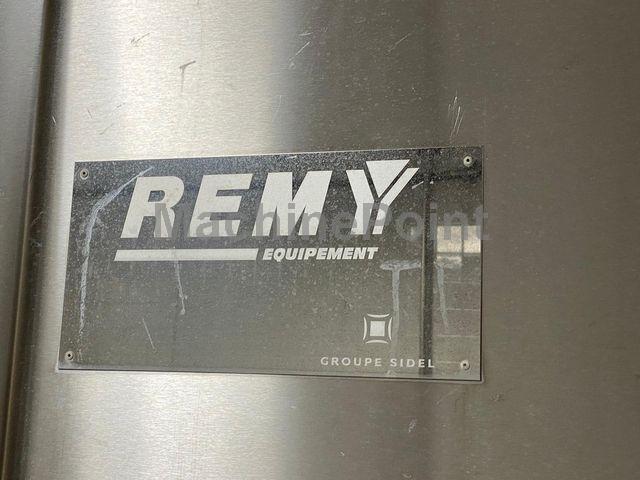 REMY
MachinePoint
EQUIPEMENT
GROUPE SIDEL